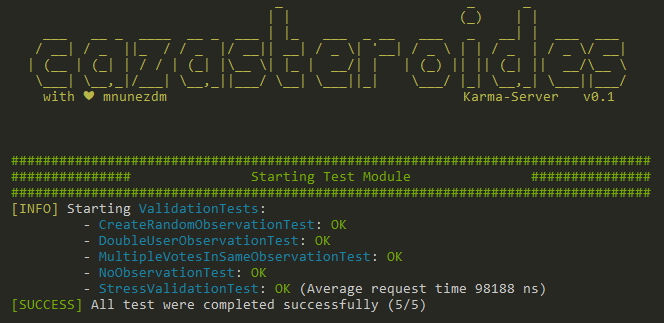 cazasteroides
with ♥ mnunezdm Karma-Server v0.1
################################################################################
############### Starting Test Module ###############
################################################################################
[INFO] Starting ValidationTests:
- CreateRandomObservationTest: OK
- DoubleUserObservationTest: OK
- MultipleVotesInSameObservationTest: OK
- NoObservationTest: OK
- StressValidationTest: OK (Average request time 98188 ns)
[SUCCESS] All test were completed successfully (5/5)